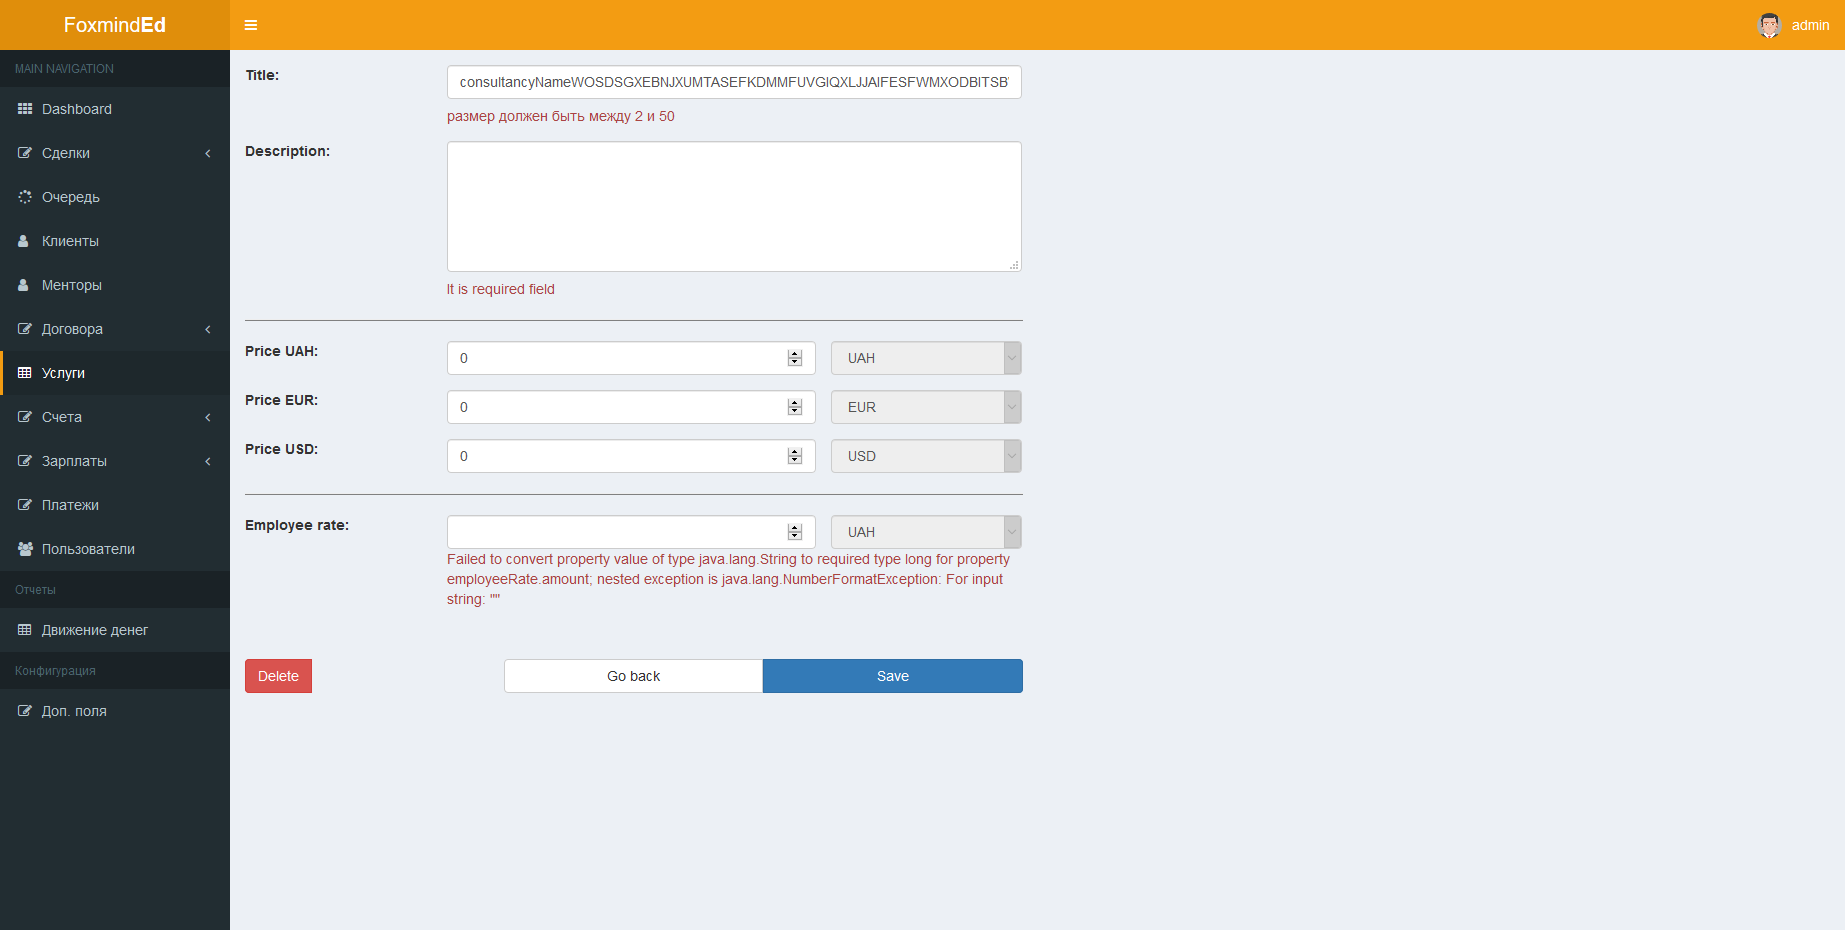 FoxmindEd
admin
MAIN NAVIGATION
Dashboard
Сделки
Очередь
Клиенты
Менторы
Договора
Услуги
Счета
Зарплаты
Платежи
Пользователи
Отчеты
Движение денег
Конфигурация
Доп. поля
Title:
consultancyNameWOSDSGXEBNJXUMTASEFKDMMFUVGIQXLJJAIFESFWMXODBITSB
размер должен быть между 2 и 50
Description:
It is required field
Price UAH:
0
UAH
Price EUR:
0
EUR
Price USD:
0
USD
Employee rate:
UAH
Failed to convert property value of type java.lang.String to required type long for property
employeeRate.amount; nested exception is java.lang.NumberFormatException: For input
string: ""
Delete
Go back
Save